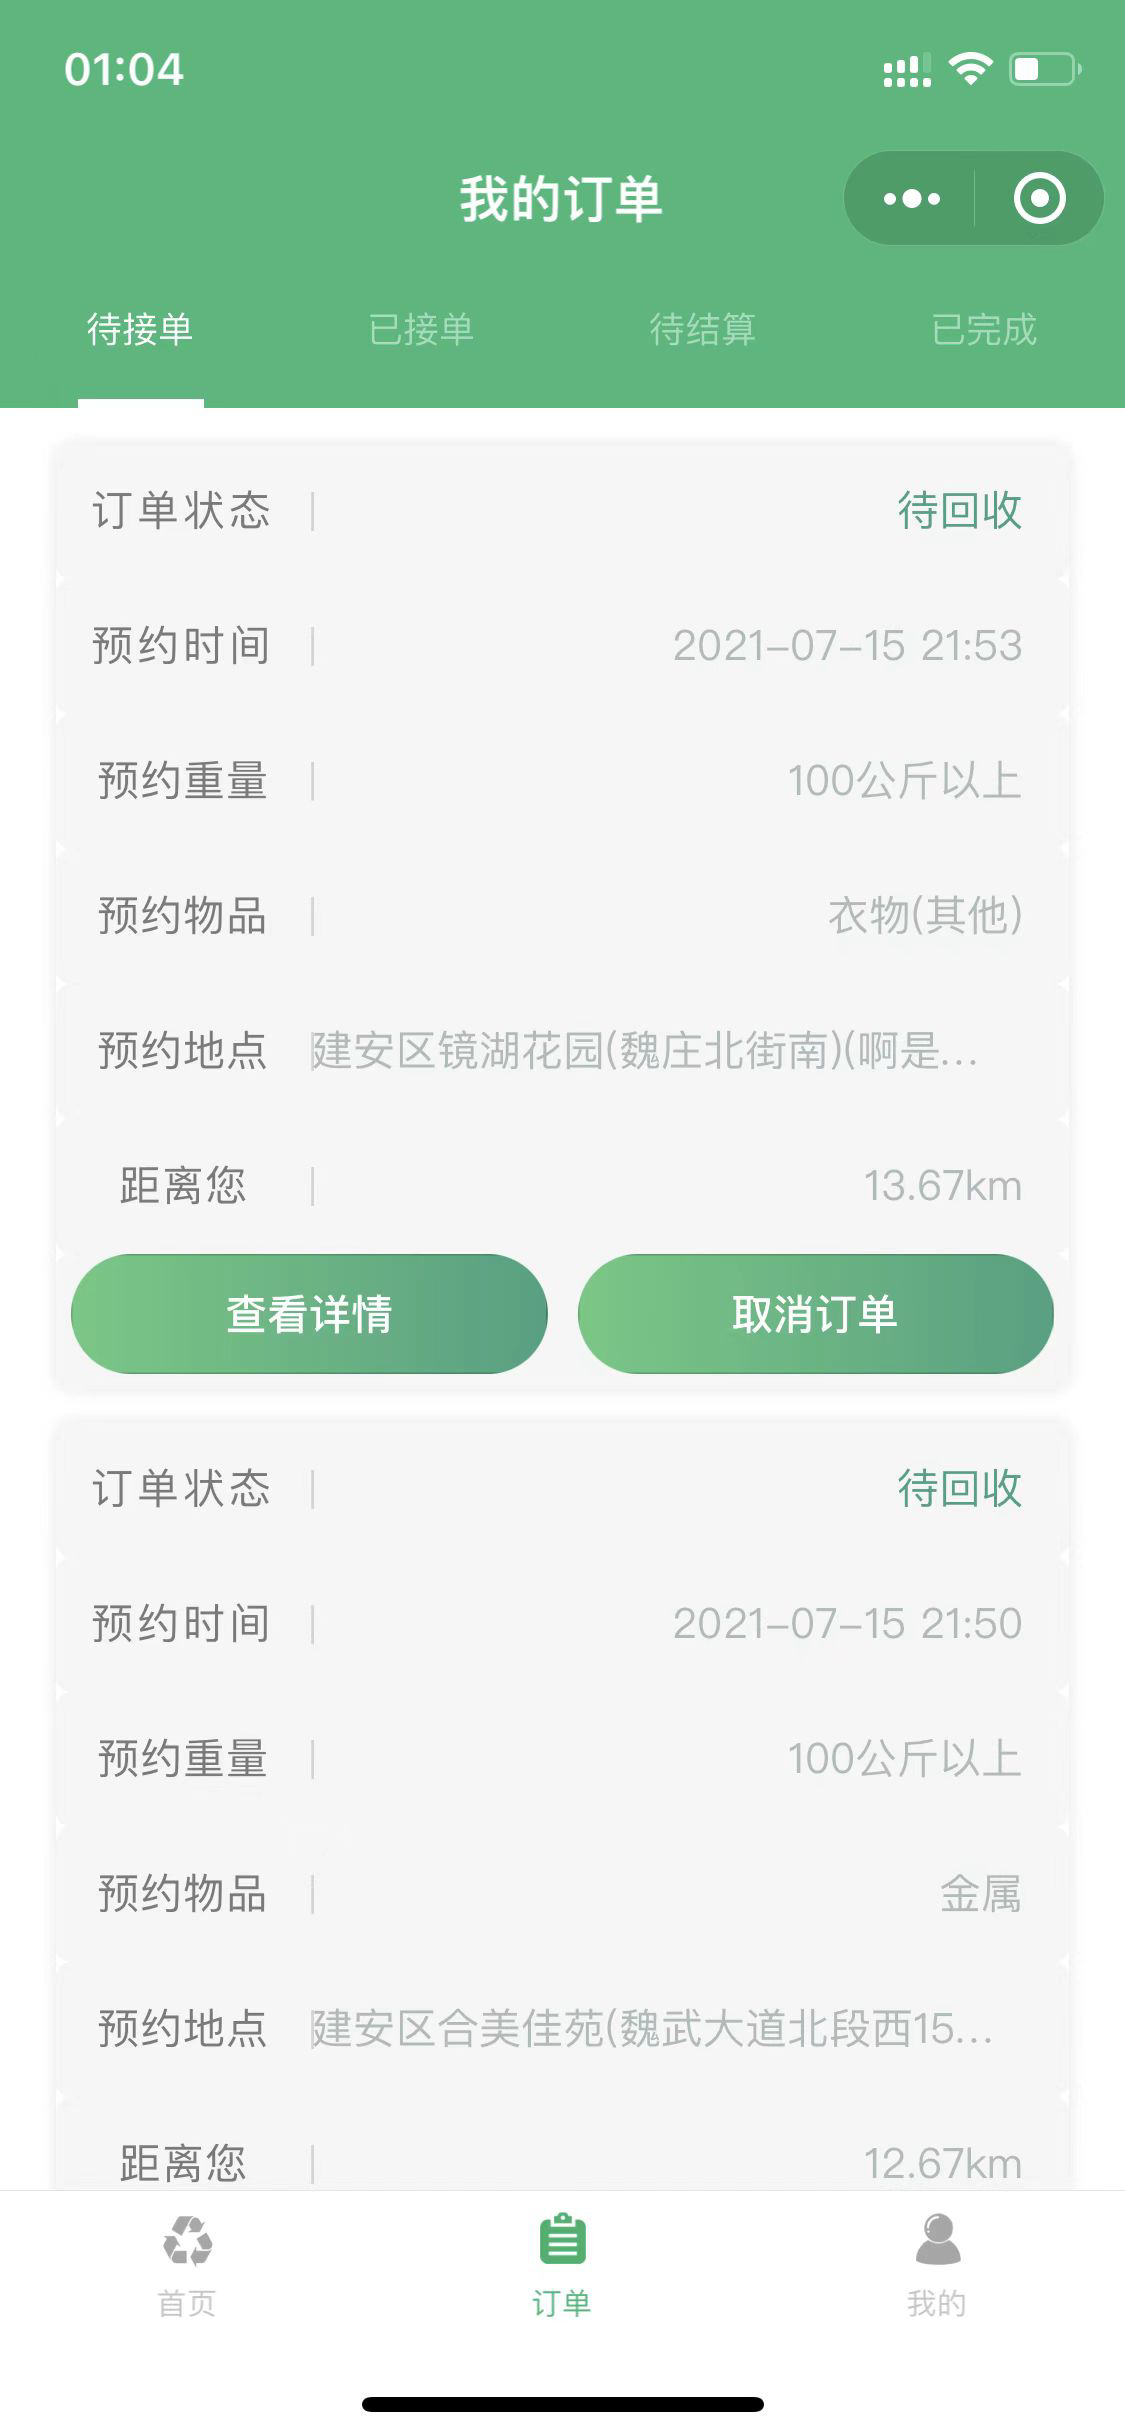 01:04
我的订单
待接单 已接单 待结算 已完成
订单状态 待回收
预约时间 2021-07-15 21:53
预约重量 100公斤以上
预约物品 衣物(其他)
预约地点 建安区镜湖花园(魏庄北街南)(啊是...
距离您 13.67km
查看详情 取消订单
订单状态 待回收
预约时间 2021-07-15 21:50
预约重量 100公斤以上
预约物品 金属
预约地点 建安区合美佳苑(魏武大道北段西15...
距离您 12.67km
首页 订单 我的